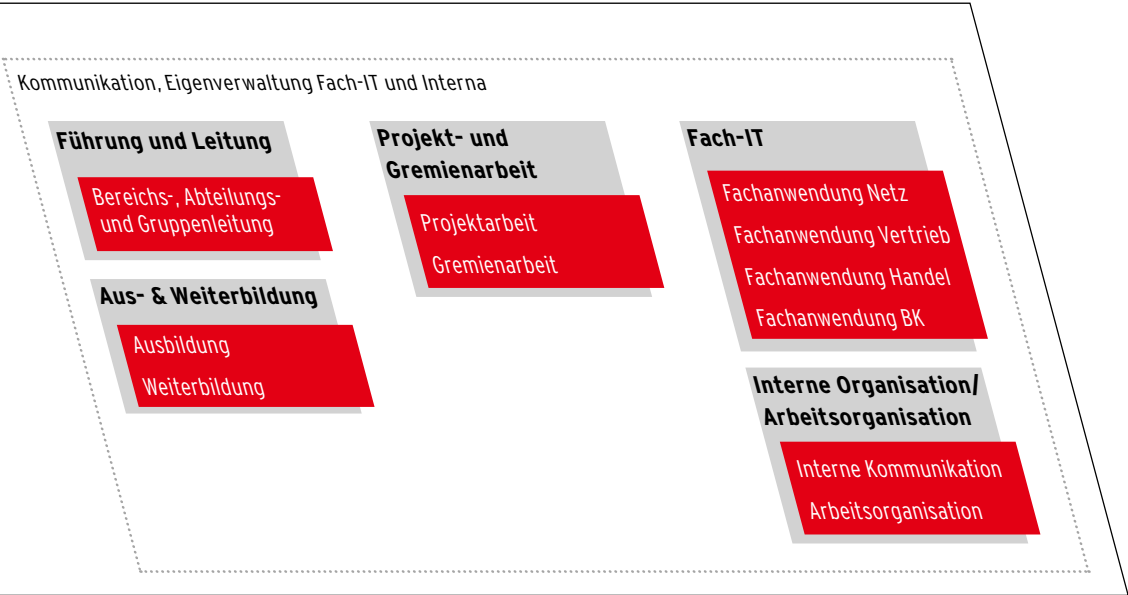 Kommunikation, Eigenverwaltung Fach-IT und Interna
Führung und Leitung
Bereichs-, Abteilungs-
und Gruppenleitung
Aus- & Weiterbildung
Ausbildung
Weiterbildung
Projekt- und
Gremienarbeit
Projektarbeit
Gremienarbeit
Fach-IT
Fachanwendung Netz
Fachanwendung Vertrieb
Fachanwendung Handel
Fachanwendung BK
Interne Organisation/
Arbeitsorganisation
Interne Kommunikation
Arbeitsorganisation